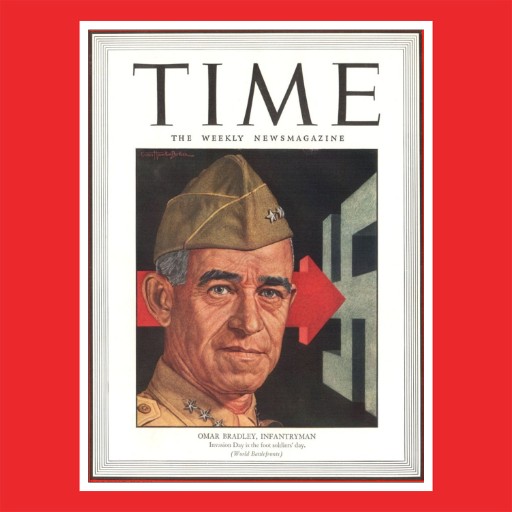 TIME
THE WEEKLY NEWSMAGAZINE
OMAR BRADLEY, INFANTRYMAN
Invasion Day is the foot soldiers' day.
(World Battlefronts)